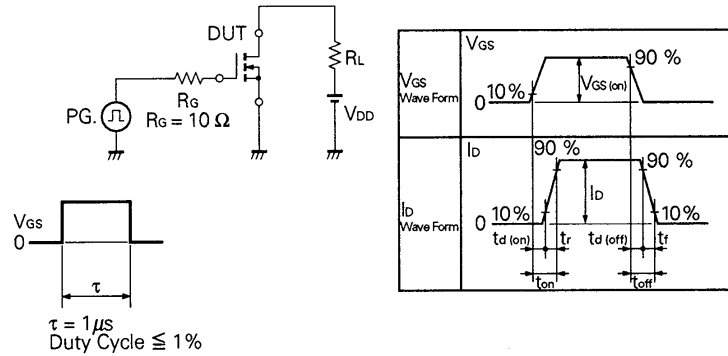 DUT
RL
RG
RG = 10 Ω
PG.
VDD
VGS
0
τ
τ = 1 μs
Duty Cycle ≦ 1%
VGS
Wave Form
VGS
90 %
VGS (on)
10%
0
ID
Wave Form
ID
90 %
90 %
ID
10%
10%
0
td (on)
tr
td (off)
tf
ton
toff